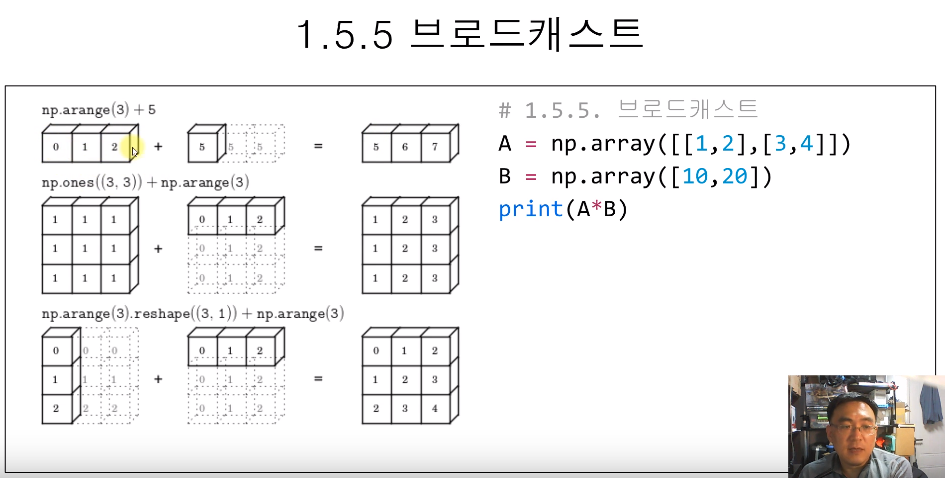 1.5.5 브로드캐스트
np.arange(3) + 5
0 1 2 + 5 5 5 = 5 6 7
np.ones((3, 3)) + np.arange(3)
1 1 1 0 1 2 1 2 3
1 1 1 + 0 1 2 = 1 2 3
1 1 1 0 1 2 1 2 3
np.arange(3).reshape((3, 1)) + np.arange(3)
0 0 0 0 1 2 0 1 2
1 1 1 + 0 1 2 = 1 2 3
2 2 2 0 1 2 2 3 4
# 1.5.5. 브로드캐스트
A = np.array([[1,2],[3,4]])
B = np.array([10,20])
print(A*B)